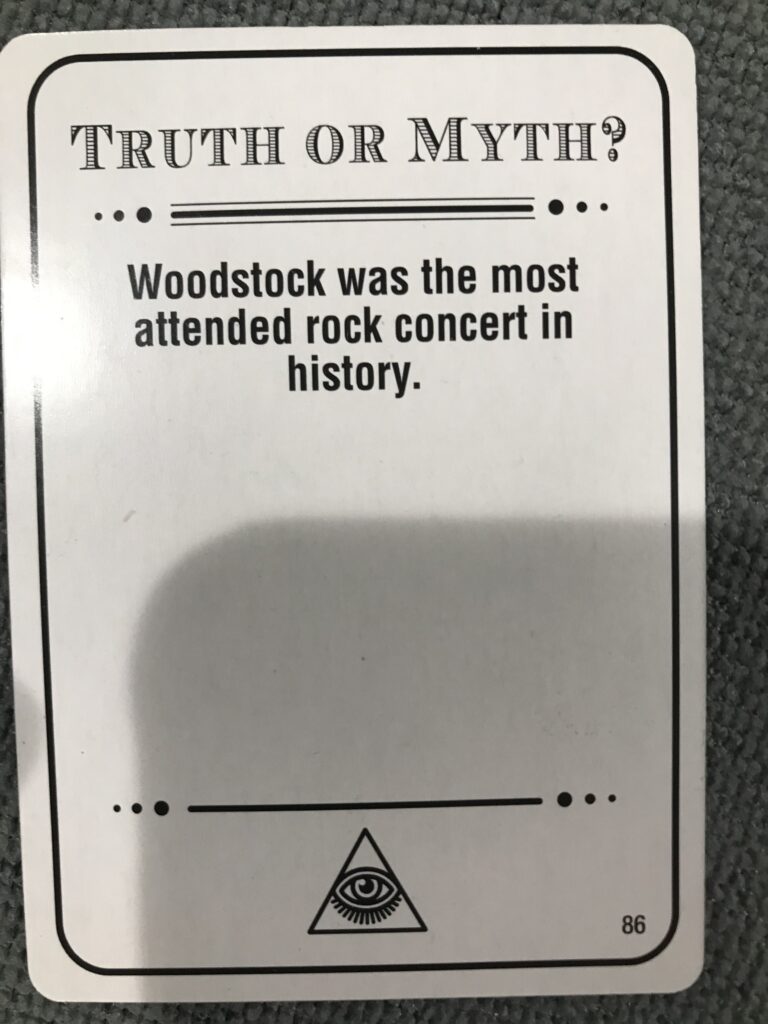 TRUTH OR MYTH?
Woodstock was the most
attended rock concert in
history.
86